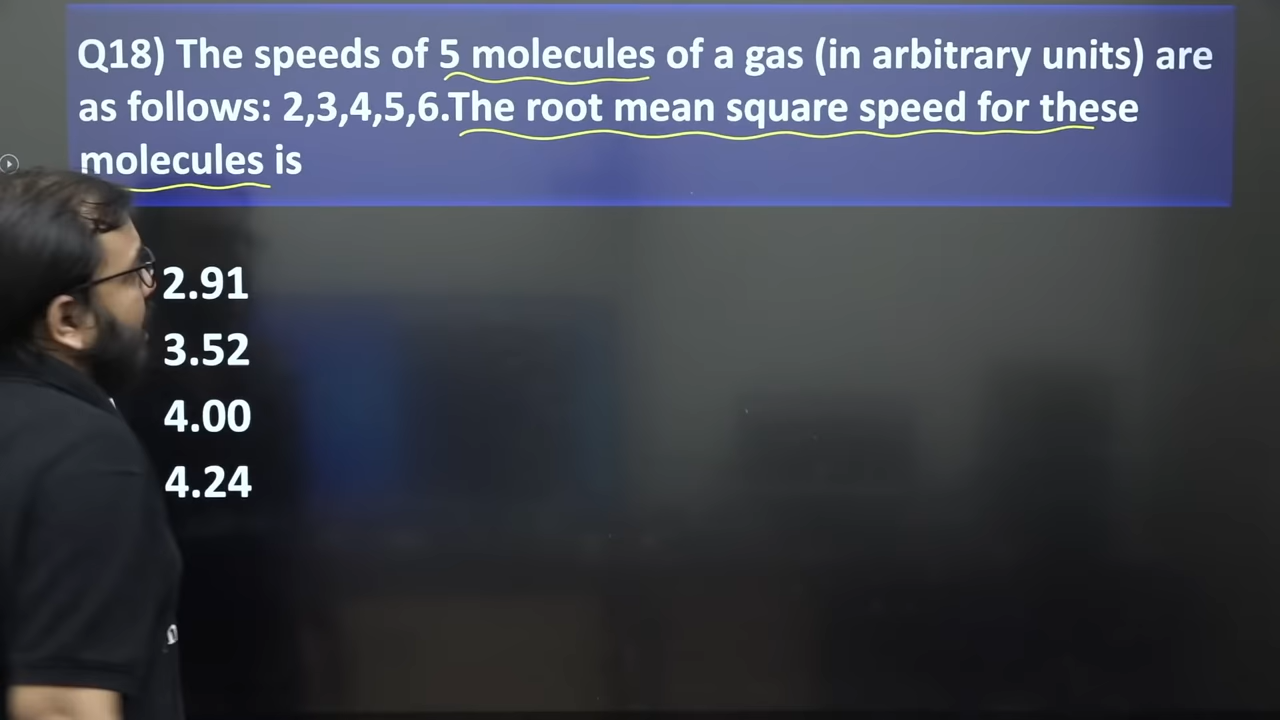 Q18) The speeds of 5 molecules of a gas (in arbitrary units) are
as follows: 2,3,4,5,6.The root mean square speed for these
molecules is
2.91
3.52
4.00
4.24